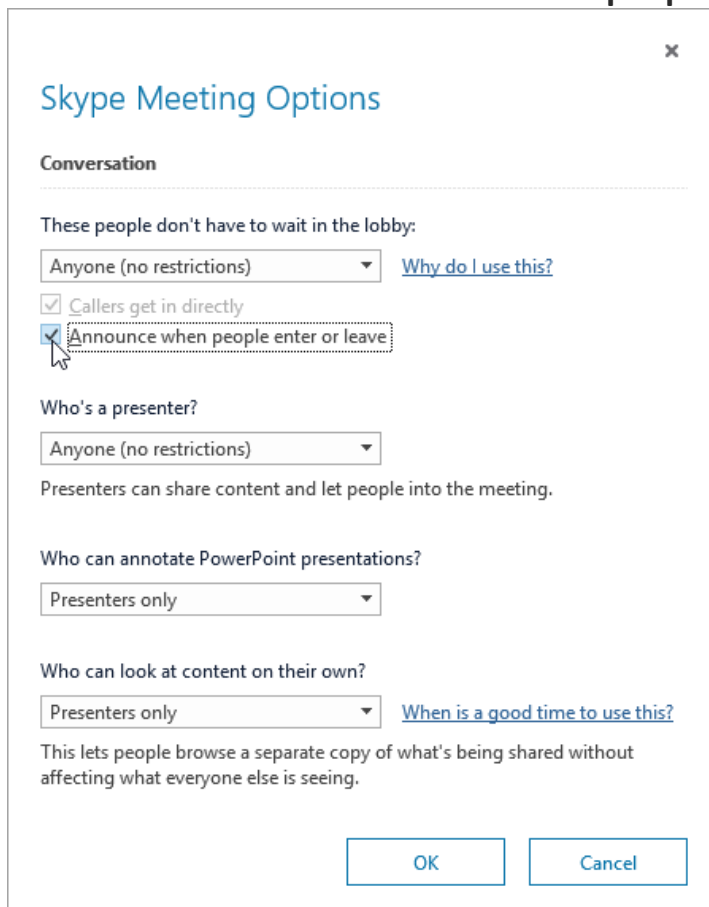 Skype Meeting Options
Conversation
These people don't have to wait in the lobby:
Anyone (no restrictions) Why do I use this?
Callers get in directly
Announce when people enter or leave
Who's a presenter?
Anyone (no restrictions)
Presenters can share content and let people into the meeting.
Who can annotate PowerPoint presentations?
Presenters only
Who can look at content on their own?
Presenters only When is a good time to use this?
This lets people browse a separate copy of what's being shared without
affecting what everyone else is seeing.
OK Cancel